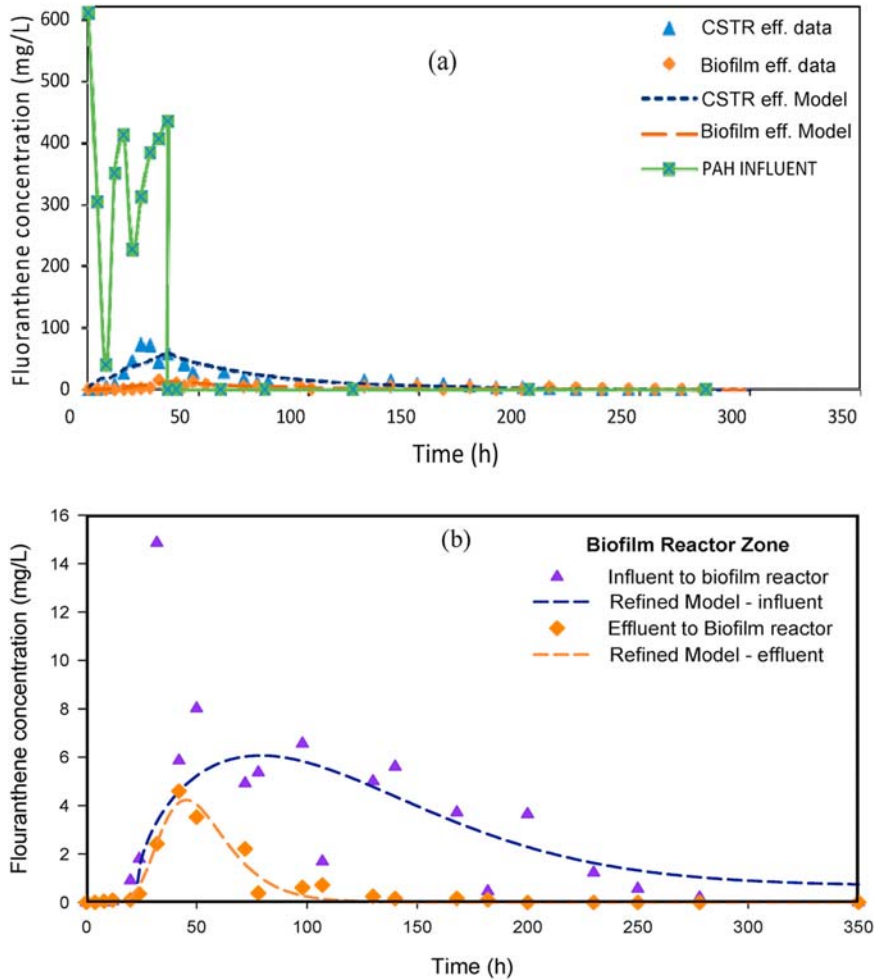 (a)
Fluoranthene concentration (mg/L)
600
500
400
300
200
100
0
CSTR eff. data
Biofilm eff. data
CSTR eff. Model
Biofilm eff. Model
PAH INFLUENT
0 50 100 150 200 250 300 350
Time (h)
(b)
Flouranthene concentration (mg/L)
16
14
12
10
8
6
4
2
0
Biofilm Reactor Zone
Influent to biofilm reactor
Refined Model - influent
Effluent to Biofilm reactor
Refined Model - effluent
0 50 100 150 200 250 300 350
Time (h)